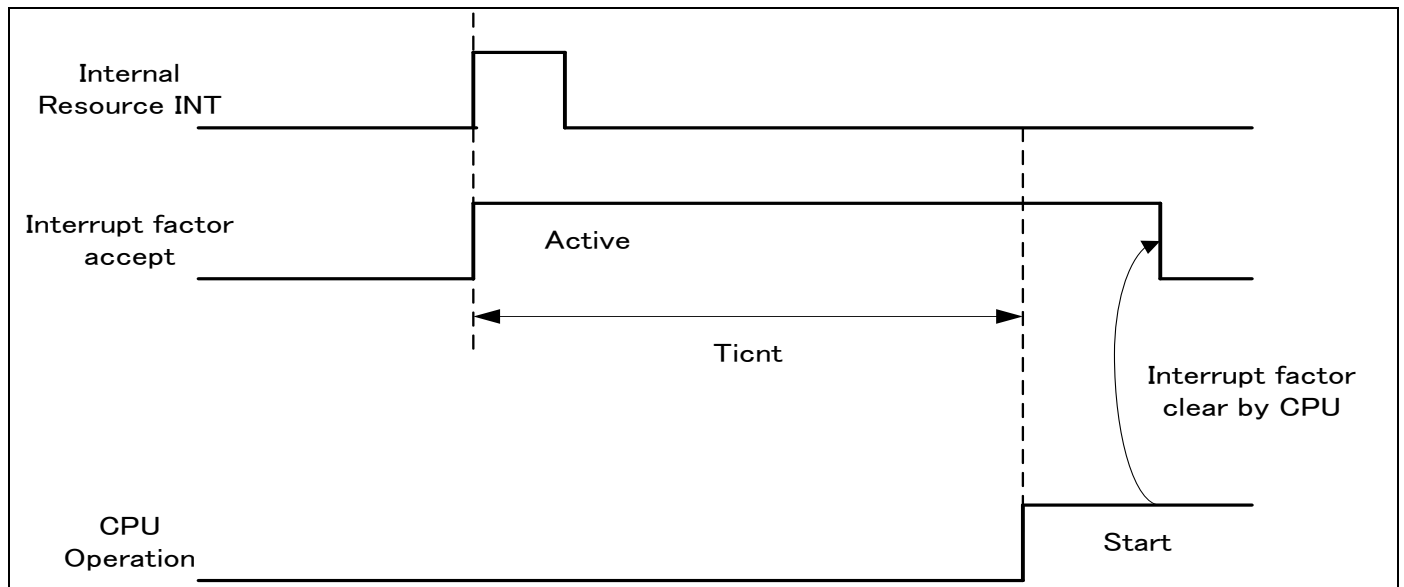 Internal
Resource INT
Interrupt factor
accept
Active
Ticnt
Interrupt factor
clear by CPU
CPU
Operation
Start